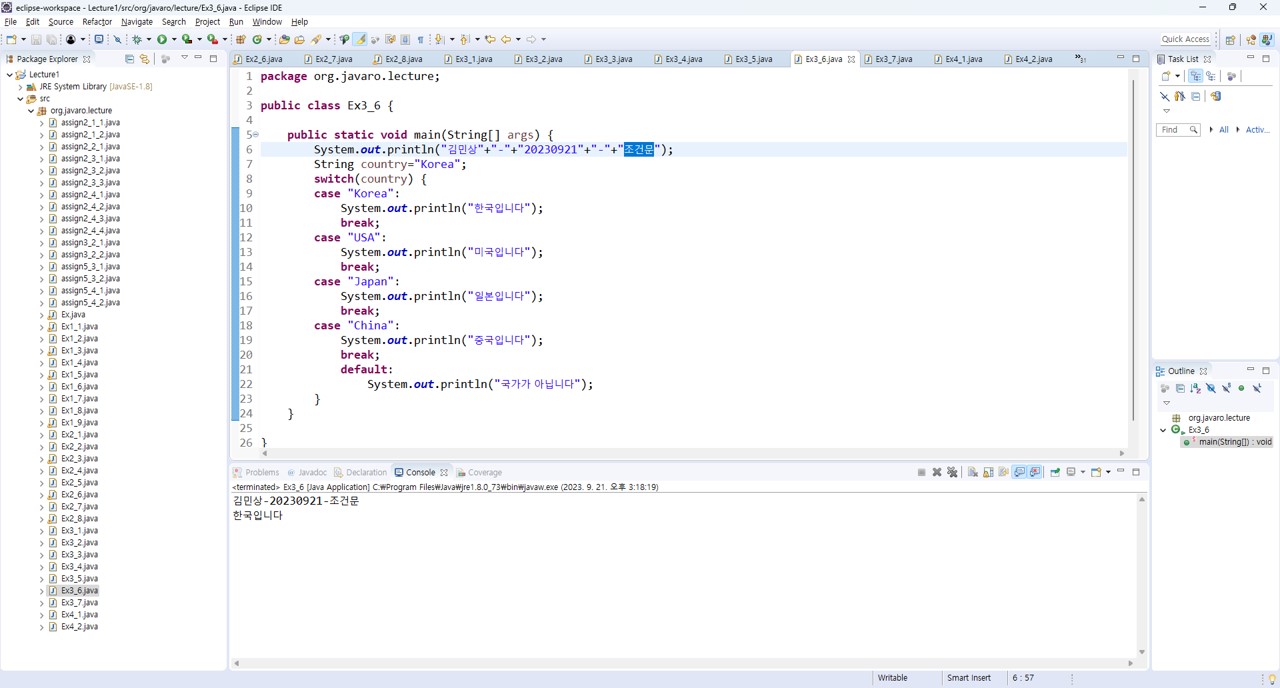 eclipse-workspace - Lecture1/src/org/javaro/lecture/Ex3_6.java - Eclipse IDE
File Edit Source Refactor Navigate Search Project Run Window Help
Quick Access
Package Explorer
Lecture1
JRE System Library [JavaSE-1.8]
src
org.javaro.lecture
assign2_1_1.java
assign2_1_2.java
assign2_2_1.java
assign2_2_2.java
assign2_3_2.java
assign2_3_3.java
assign2_4_1.java
assign2_4_2.java
assign2_4_3.java
assign2_4_4.java
assign3_2_1.java
assign3_2_2.java
assign5_3_1.java
assign5_3_2.java
assign5_4_1.java
assign5_4_2.java
Ex.java
Ex1_1.java
Ex1_2.java
Ex1_3.java
Ex1_4.java
Ex1_5.java
Ex1_6.java
Ex1_7.java
Ex1_8.java
Ex1_9.java
Ex2_1.java
Ex2_2.java
Ex2_3.java
Ex2_4.java
Ex2_5.java
Ex2_6.java
Ex2_7.java
Ex2_8.java
Ex3_1.java
Ex3_2.java
Ex3_3.java
Ex3_4.java
Ex3_5.java
Ex3_6.java
Ex3_7.java
Ex4_1.java
Ex4_2.java
Ex2_6.java Ex2_7.java Ex2_8.java Ex3_1.java Ex3_2.java Ex3_3.java Ex3_4.java Ex3_5.java Ex3_6.java Ex3_7.java Ex4_1.java Ex4_2.java »31
1 package org.javaro.lecture;
2
3 public class Ex3_6 {
4
5 public static void main(String[] args) {
6 System.out.println("김민상"+"-"+"20230921"+"-"+"조건문");
7 String country="Korea";
8 switch(country) {
9 case "Korea":
10 System.out.println("한국입니다");
11 break;
12 case "USA":
13 System.out.println("미국입니다");
14 break;
15 case "Japan":
16 System.out.println("일본입니다");
17 break;
18 case "China":
19 System.out.println("중국입니다");
20 break;
21 default:
22 System.out.println("국가가 아닙니다");
23 }
24 }
25
26 }
Problems Javadoc Declaration Console Coverage
<terminated> Ex3_6 [Java Application] C:₩Program Files₩Java₩jre1.8.0_73₩bin₩javaw.exe (2023. 9. 21. 오후 3:18:19)
김민상-20230921-조건문
한국입니다
Task List
Find All Activ...
Outline
org.javaro.lecture
Ex3_6
main(String[]) : void
Writable Smart Insert 6 : 57